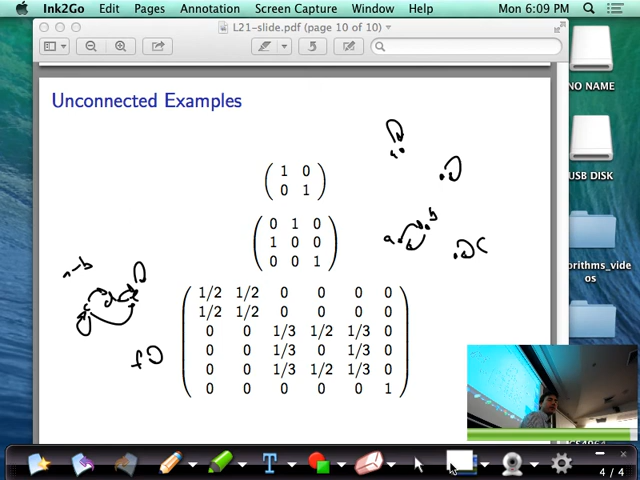 Ink2Go Edit Pages Annotation Screen Capture Window Help Mon 6:09 PM
L21-slide.pdf (page 10 of 10)
Unconnected Examples
NO NAME
USB DISK
1 0
0 1
0 1 0
1 0 0
0 0 1
a b
c
a-b
1/2 1/2 0 0 0 0
1/2 1/2 0 0 0 0
0 0 1/3 1/2 1/3 0
0 0 1/3 0 1/3 0
0 0 1/3 1/2 1/3 0
0 0 0 0 0 1
f
4 / 4